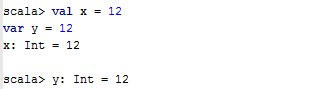 scala> val x = 12
var y = 12
x: Int = 12
scala> y: Int = 12